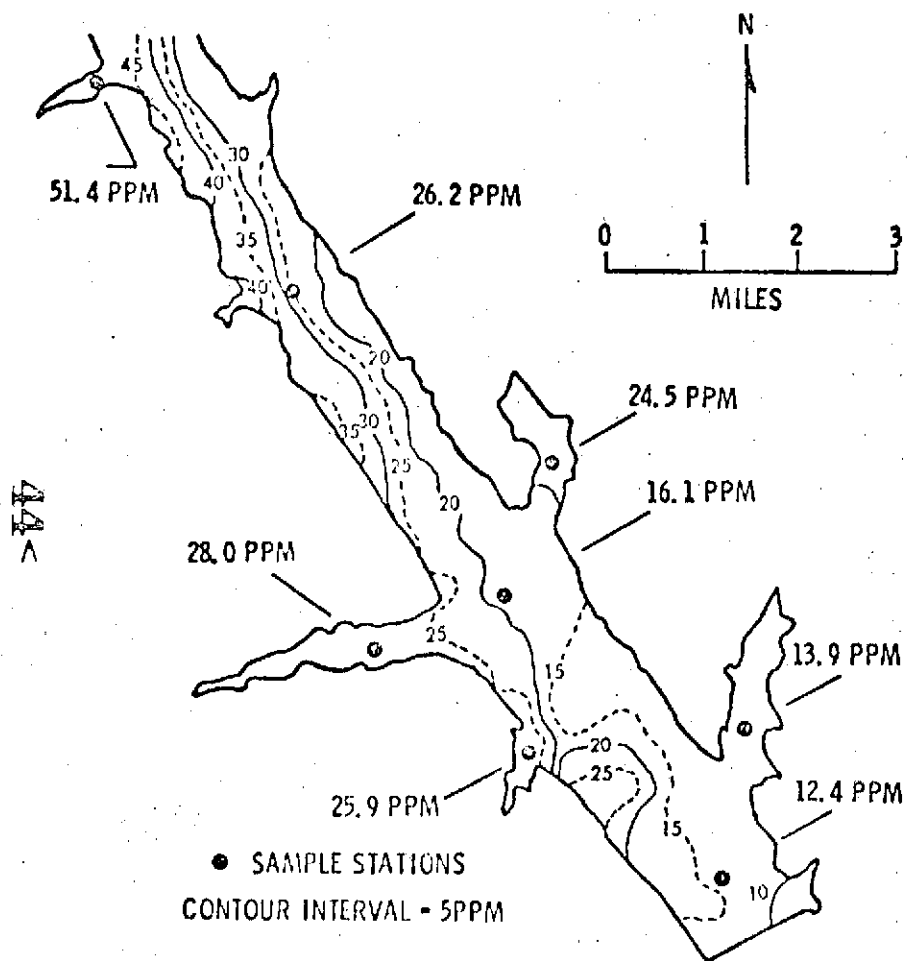 N
45
30
51.4 PPM
40
26.2 PPM
0 1 2 3
35
MILES
40
20
24.5 PPM
35
30
25
20
16.1 PPM
44<
28.0 PPM
25
15
13.9 PPM
20
25
25.9 PPM
12.4 PPM
15
SAMPLE STATIONS
10
CONTOUR INTERVAL - 5PPM